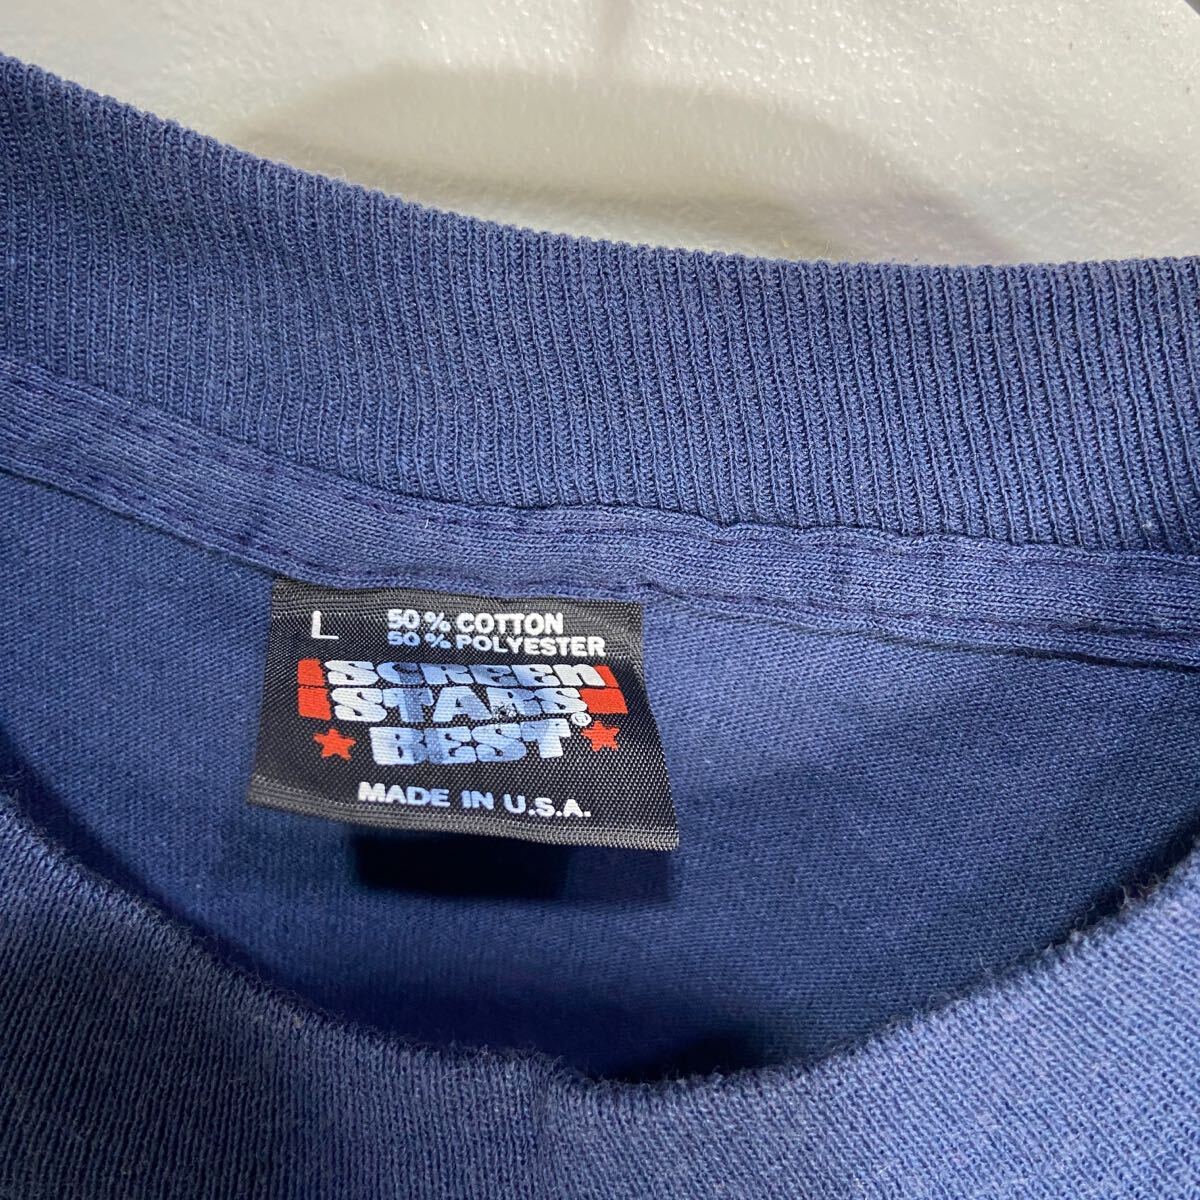 L
50% COTTON
50% POLYESTER
SCREEN
STARS
BEST®
MADE IN U.S.A.